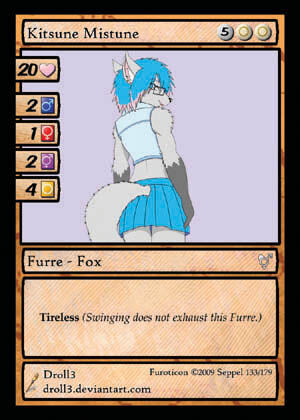 Kitsune Mistune 5
20
2
1
2
4
Furre - Fox
Tireless (Swinging does not exhaust this Furre.)
Droll3 Furoticon ©2009 Seppel 133/179
droll3.deviantart.com